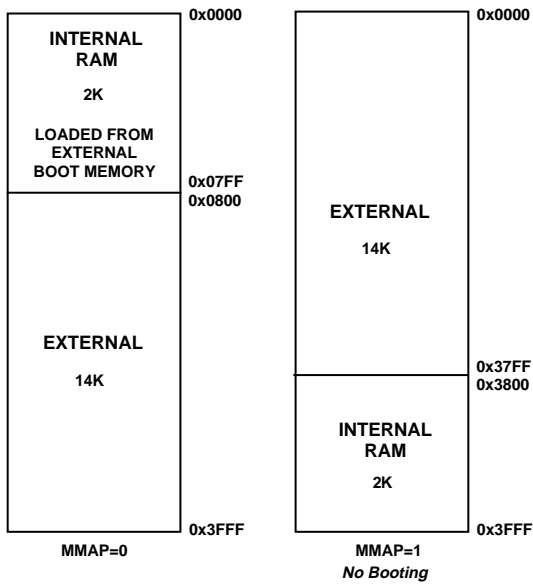 0x0000
INTERNAL
RAM
2K
LOADED FROM
EXTERNAL
BOOT MEMORY
0x07FF
0x0800
EXTERNAL
14K
0x3FFF
MMAP=0
0x0000
EXTERNAL
14K
0x37FF
0x3800
INTERNAL
RAM
2K
0x3FFF
MMAP=1
No Booting